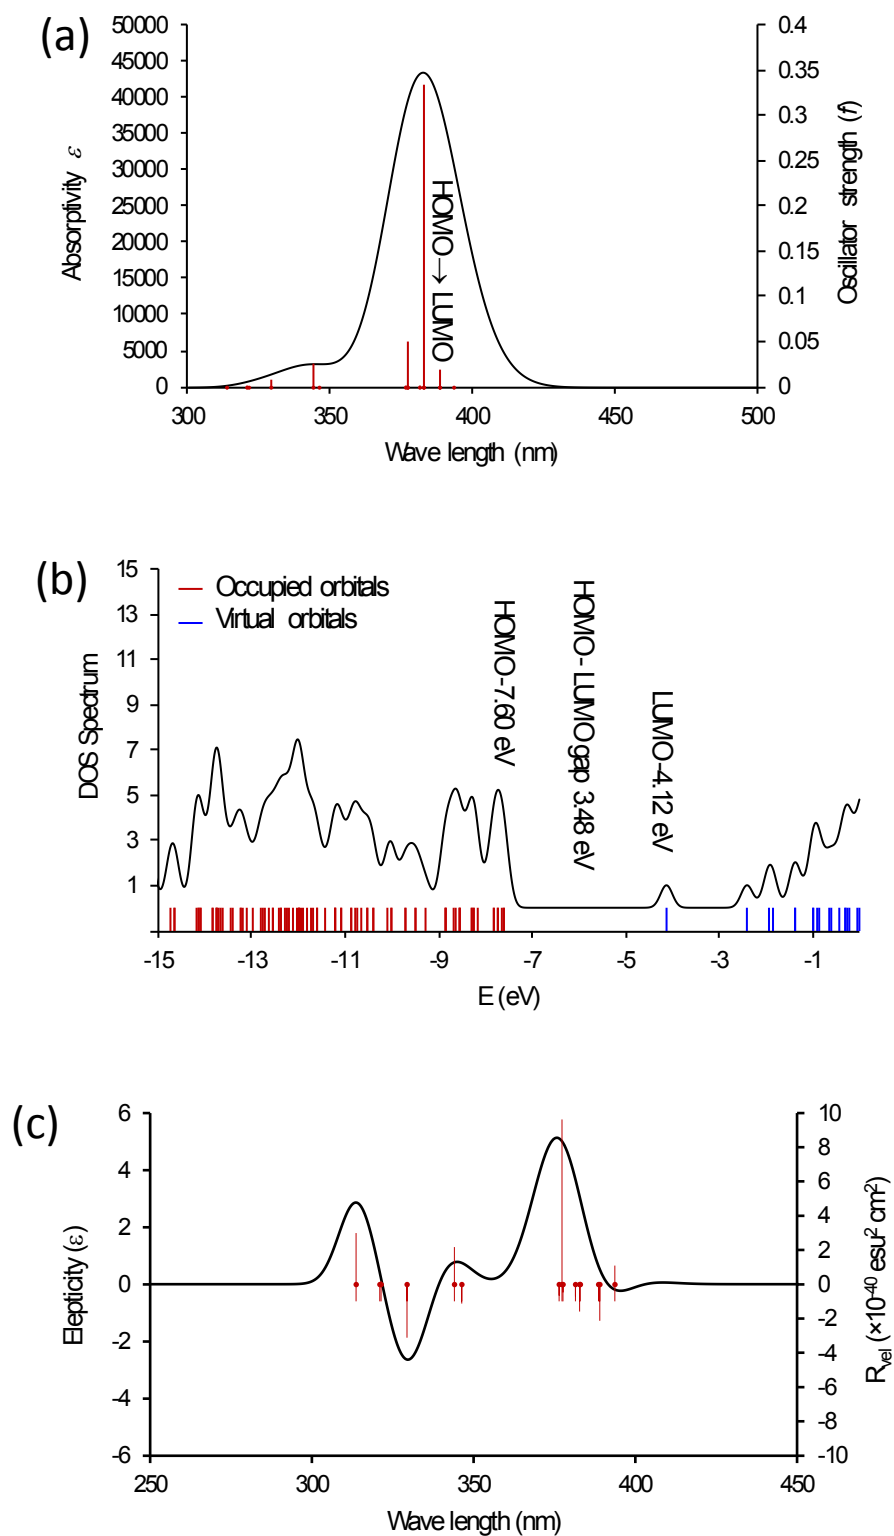 (a)
50000
45000
40000
35000
30000
25000
20000
15000
10000
5000
0
Absorptivity ε
0.4
0.35
0.3
0.25
0.2
0.15
0.1
0.05
0
Oscillator strength (f)
HOMO → LUMO
300 350 400 450 500
Wave length (nm)
(b)
15
13
11
9
7
5
3
1
DOS Spectrum
Occupied orbitals
Virtual orbitals
HOMO-7.60 eV
HOMO- LUMO gap 3.48 eV
LUMO-4.12 eV
-15 -13 -11 -9 -7 -5 -3 -1
E (eV)
(c)
6
4
2
0
-2
-4
-6
Elepticity (ε)
10
8
6
4
2
0
-2
-4
-6
-8
-10
Rvel (×10-40 esu2 cm2)
250 300 350 400 450
Wave length (nm)